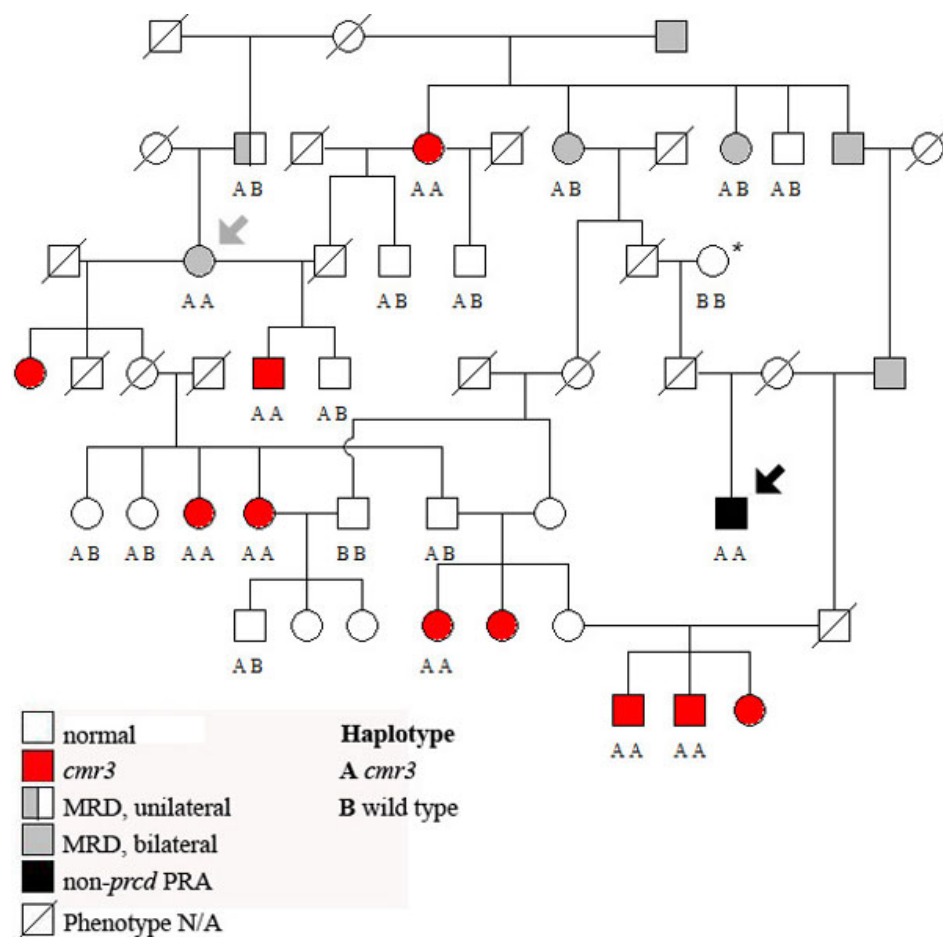 A B
A A
A B
A B
A B
*
A A
A B
A B
B B
A A
A B
A B
A B
A A
A A
B B
A B
A A
A B
A A
A A
A A
normal
cmr3
MRD, unilateral
MRD, bilateral
non-prcd PRA
Phenotype N/A
Haplotype
A cmr3
B wild type